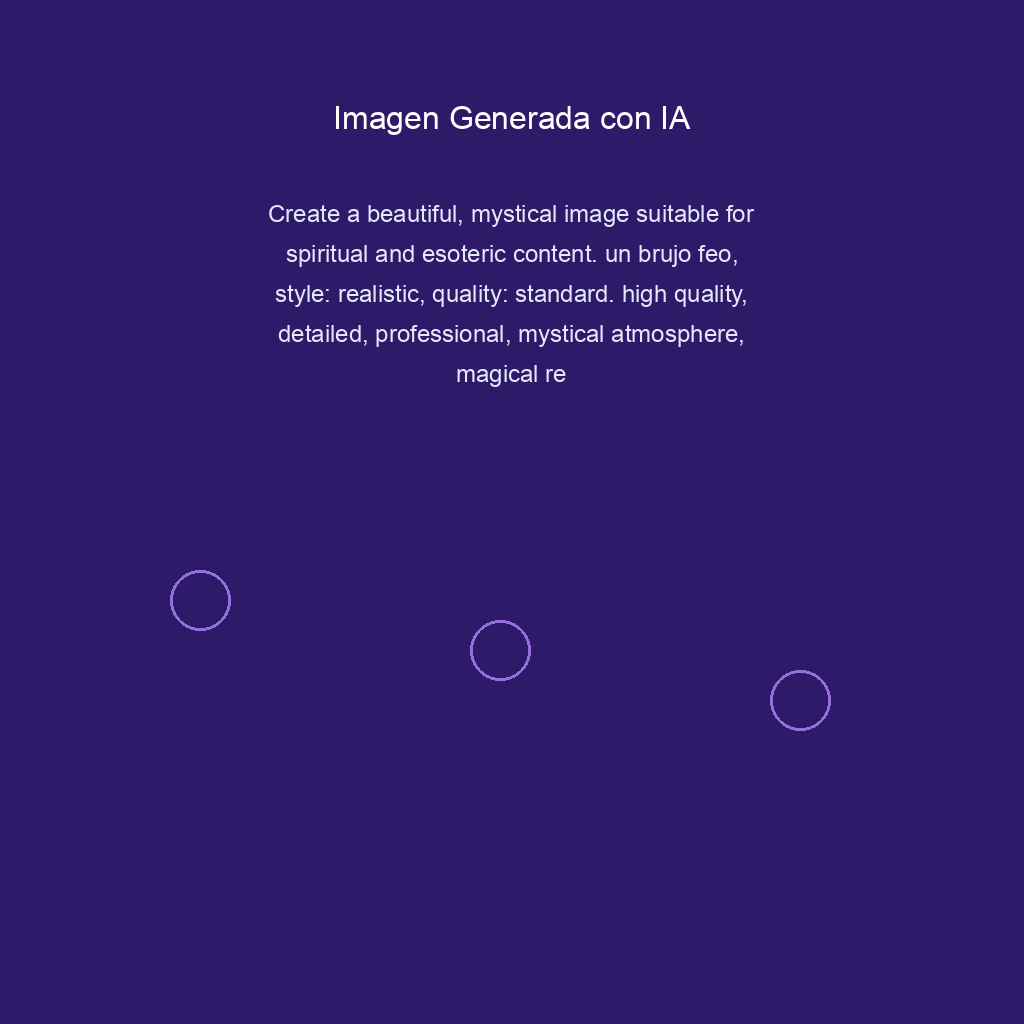 Imagen Generada con IA
Create a beautiful, mystical image suitable for
spiritual and esoteric content. un brujo feo,
style: realistic, quality: standard. high quality,
detailed, professional, mystical atmosphere,
magical re